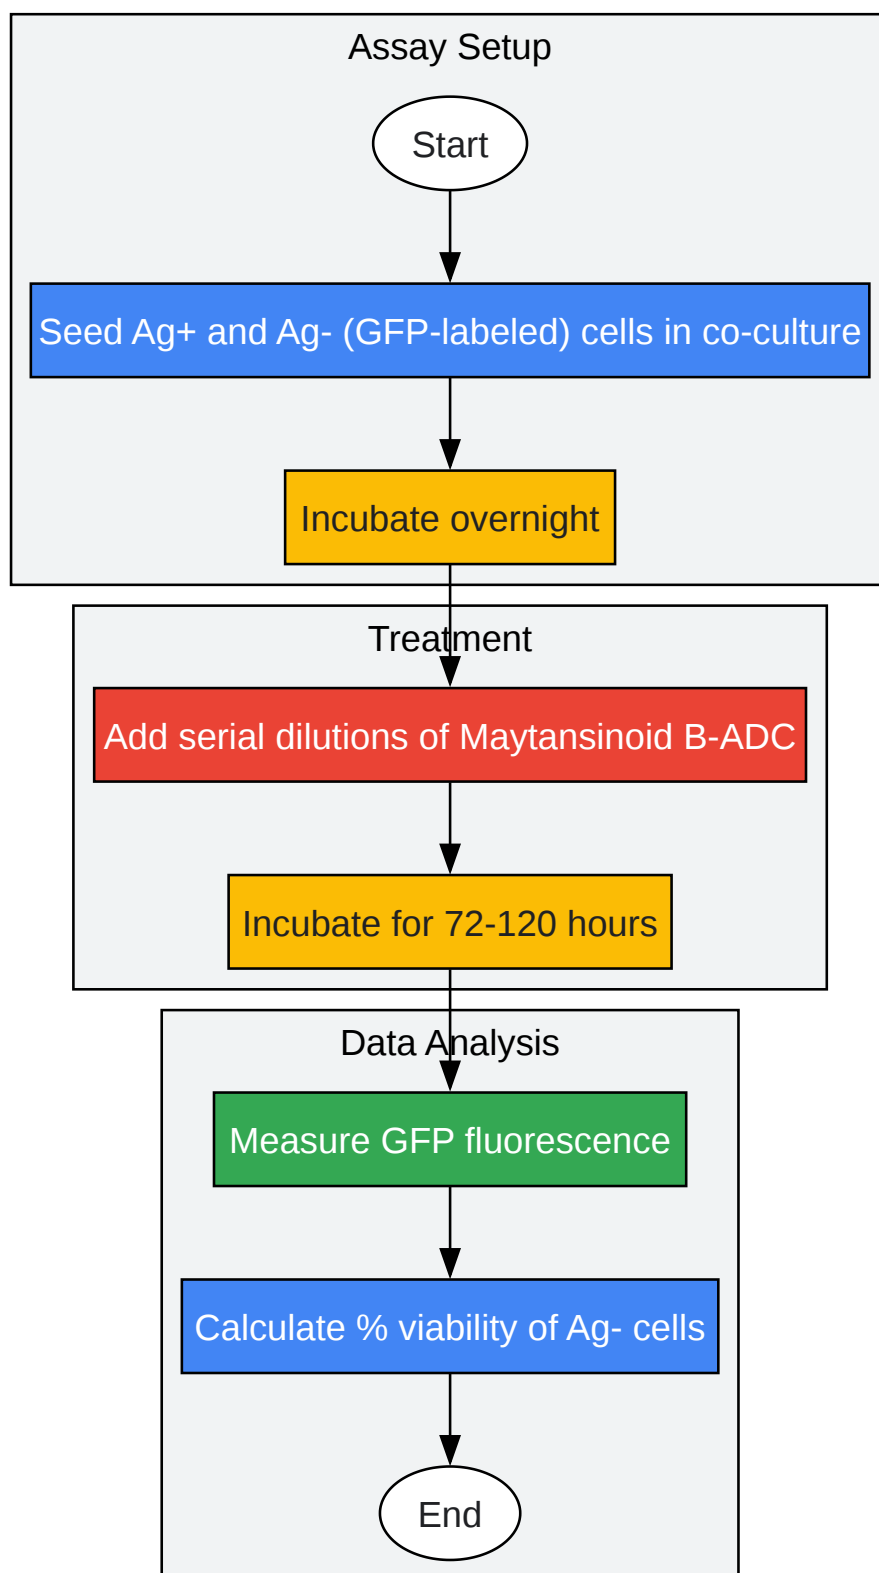 Assay Setup
Start
Seed Ag+ and Ag- (GFP-labeled) cells in co-culture
Incubate overnight
Treatment
Add serial dilutions of Maytansinoid B-ADC
Incubate for 72-120 hours
Data Analysis
Measure GFP fluorescence
Calculate % viability of Ag- cells
End